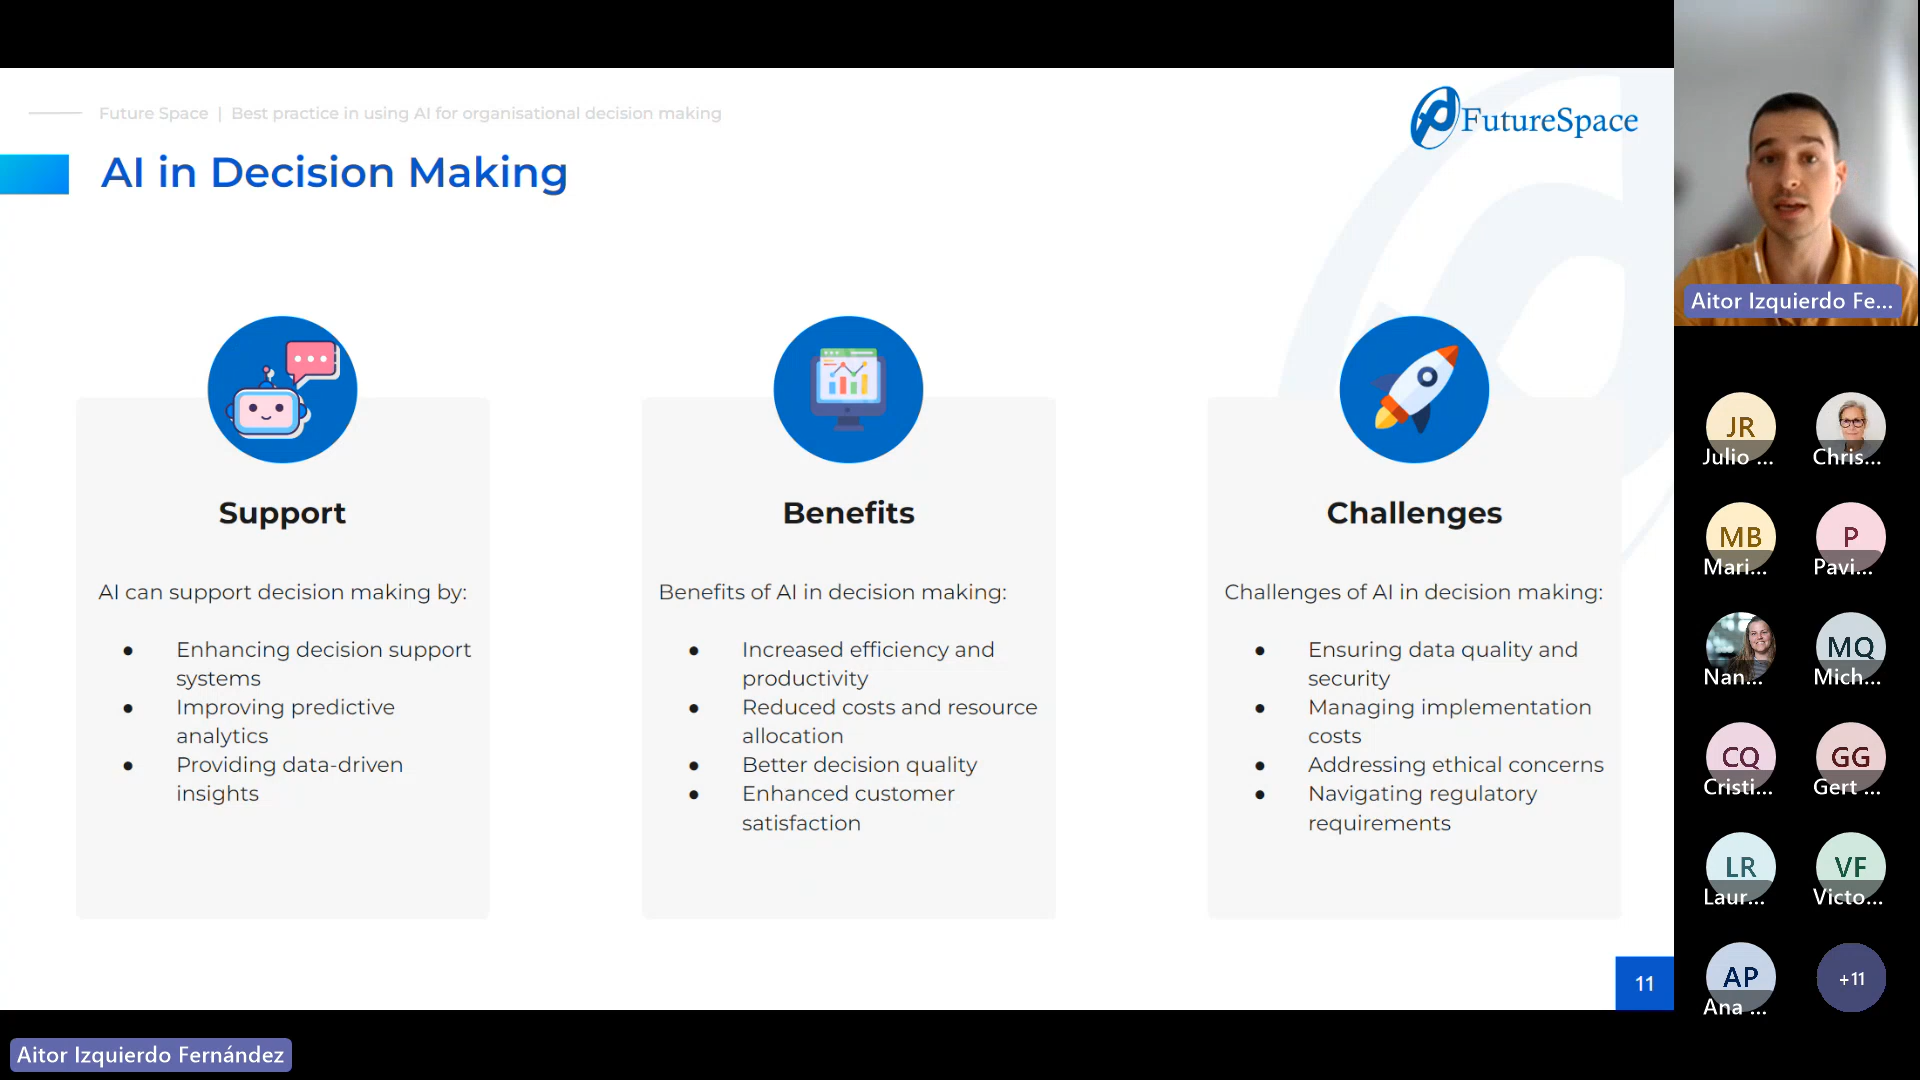 Future Space | Best practice in using AI for organisational decision making
FutureSpace
AI in Decision Making
Support
AI can support decision making by:
● Enhancing decision support
systems
● Improving predictive
analytics
● Providing data-driven
insights
Benefits
Benefits of AI in decision making:
● Increased efficiency and
productivity
● Reduced costs and resource
allocation
● Better decision quality
● Enhanced customer
satisfaction
Challenges
Challenges of AI in decision making:
● Ensuring data quality and
security
● Managing implementation
costs
● Addressing ethical concerns
● Navigating regulatory
requirements
11
Aitor Izquierdo Fernández
Aitor Izquierdo Fe...
JR
Julio ...
Chris...
MB
Mari...
P
Pavi...
Nan...
MQ
Mich...
CQ
Cristi...
GG
Gert ...
LR
Laur...
VF
Victo...
AP
Ana ...
+11